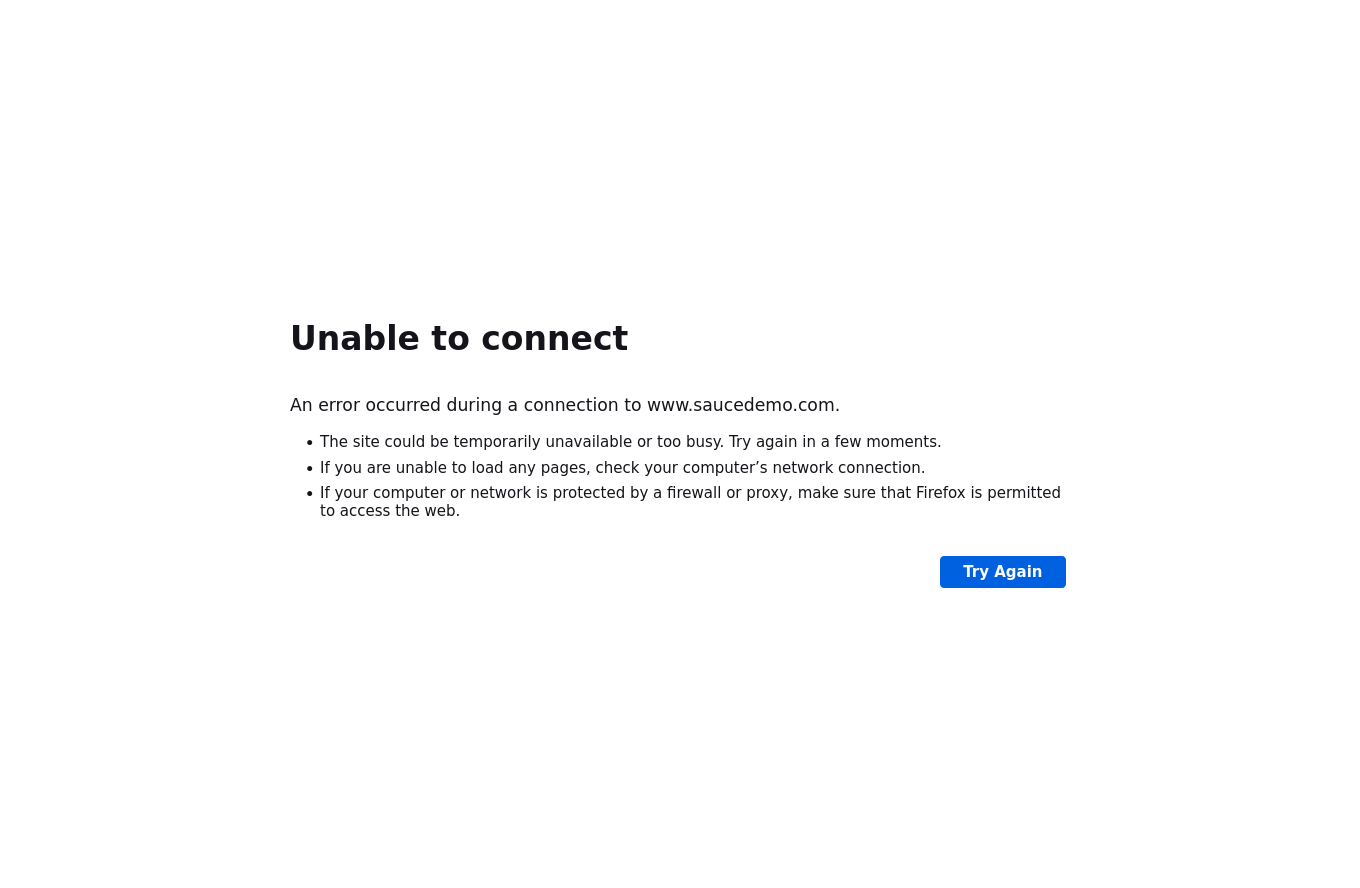 Unable to connect
An error occurred during a connection to www.saucedemo.com.
• The site could be temporarily unavailable or too busy. Try again in a few moments.
• If you are unable to load any pages, check your computer’s network connection.
• If your computer or network is protected by a firewall or proxy, make sure that Firefox is permitted
to access the web.
Try Again